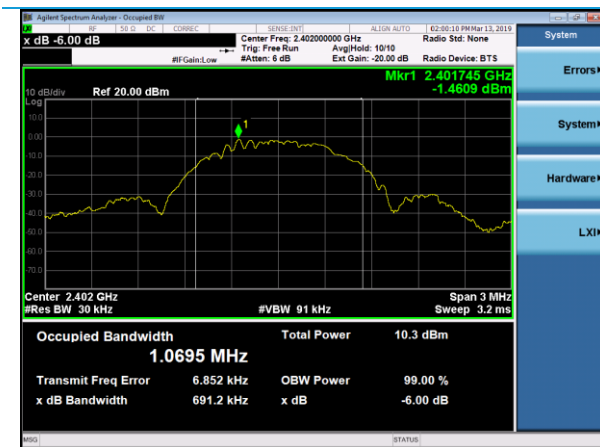 Agilent Spectrum Analyzer - Occupied BW
RF 50 Ω DC CORREC SENSE:INT ALIGN AUTO 02:00:10 PM Mar 13, 2019
x dB -6.00 dB Center Freq: 2.402000000 GHz Radio Std: None
Trig: Free Run Avg|Hold: 10/10
#IFGain:Low #Atten: 6 dB Ext Gain: -20.00 dB Radio Device: BTS
Mkr1 2.401745 GHz
-1.4609 dBm
10 dB/div Ref 20.00 dBm
Log
10.0
0.00
-10.0
-20.0
-30.0
-40.0
-50.0
-60.0
-70.0
1
Center 2.402 GHz Span 3 MHz
#Res BW 30 kHz #VBW 91 kHz Sweep 3.2 ms
Occupied Bandwidth Total Power 10.3 dBm
1.0695 MHz
Transmit Freq Error 6.852 kHz OBW Power 99.00 %
x dB Bandwidth 691.2 kHz x dB -6.00 dB
MSG STATUS
System
Errors
System
Hardware
LXI